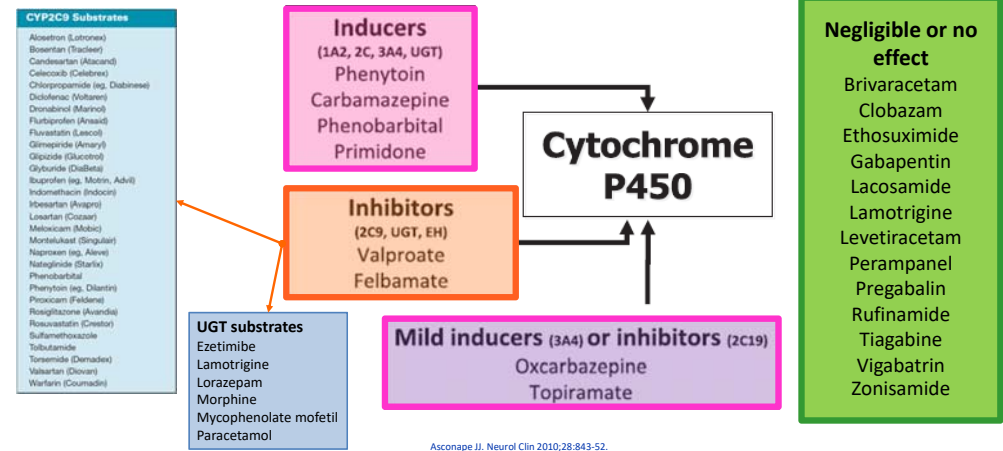 CYP2C9 Substrates
Alosetron (Lotronex)
Bosentan (Tracleer)
Candesartan (Atacand)
Celecoxib (Celebrex)
Chlorpropamide (eg, Diabinese)
Diclofenac (Voltaren)
Dronabinol (Marinol)
Flurbiprofen (Ansaid)
Fluvastatin (Lescol)
Glimepiride (Amaryl)
Glipizide (Glucotrol)
Glyburide (DiaBeta)
Ibuprofen (eg, Motrin, Advil)
Indomethacin (Indocin)
Irbesartan (Avapro)
Losartan (Cozaar)
Meloxicam (Mobic)
Montelukast (Singulair)
Naproxen (eg, Aleve)
Nateglinide (Starlix)
Phenobarbital
Phenytoin (eg, Dilantin)
Piroxicam (Feldene)
Rosiglitazone (Avandia)
Rosuvastatin (Crestor)
Sulfamethoxazole
Tolbutamide
Torsemide (Demadex)
Valsartan (Diovan)
Warfarin (Coumadin)
Inducers
(1A2, 2C, 3A4, UGT)
Phenytoin
Carbamazepine
Phenobarbital
Primidone
Cytochrome
P450
Inhibitors
(2C9, UGT, EH)
Valproate
Felbamate
UGT substrates
Ezetimibe
Lamotrigine
Lorazepam
Morphine
Mycophenolate mofetil
Paracetamol
Mild inducers (3A4) or inhibitors (2C19)
Oxcarbazepine
Topiramate
Negligible or no
effect
Brivaracetam
Clobazam
Ethosuximide
Gabapentin
Lacosamide
Lamotrigine
Levetiracetam
Perampanel
Pregabalin
Rufinamide
Tiagabine
Vigabatrin
Zonisamide
Asconape JJ. Neurol Clin 2010;28:843-52.